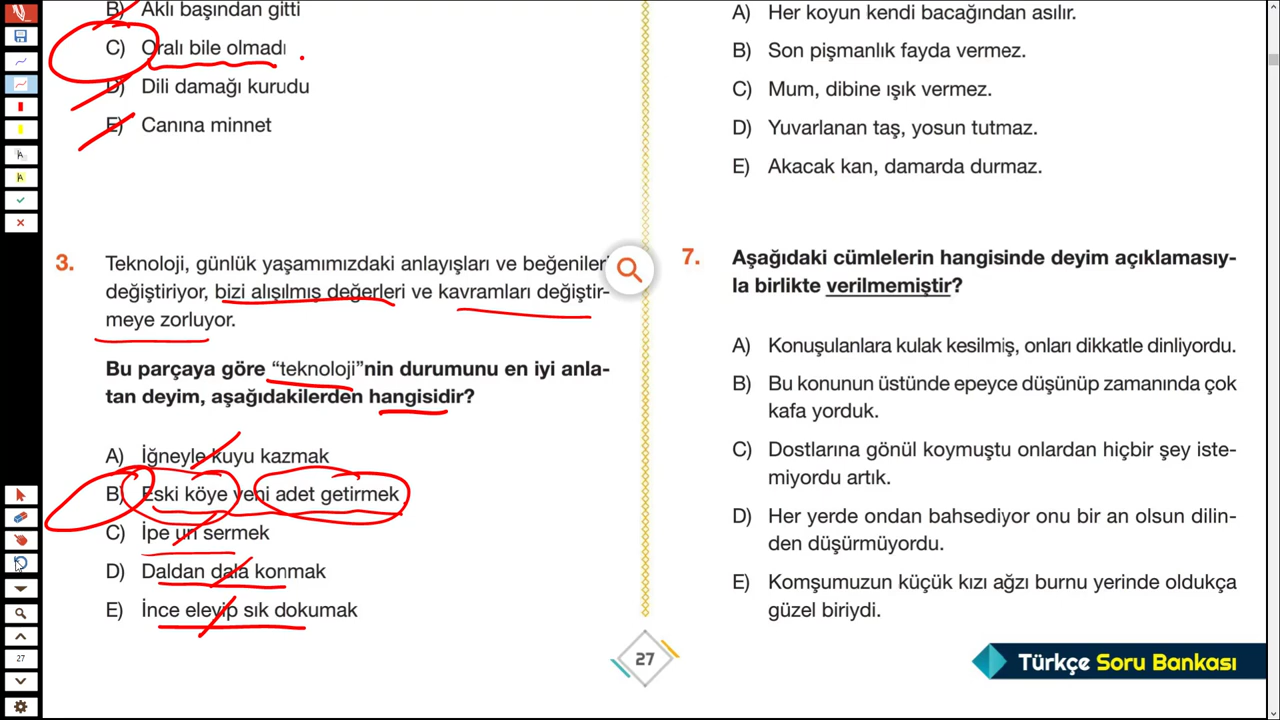 B) Aklı başından gitti
C) Oralı bile olmadı
D) Dili damağı kurudu
E) Canına minnet
3. Teknoloji, günlük yaşamımızdaki anlayışları ve beğenileri
değiştiriyor, bizi alışılmış değerleri ve kavramları değiştir-
meye zorluyor.
Bu parçaya göre “teknoloji”nin durumunu en iyi anla-
tan deyim, aşağıdakilerden hangisidir?
A) İğneyle kuyu kazmak
B) Eski köye yeni adet getirmek
C) İpe un sermek
D) Daldan dala konmak
E) İnce eleyip sık dokumak
A) Her koyun kendi bacağından asılır.
B) Son pişmanlık fayda vermez.
C) Mum, dibine ışık vermez.
D) Yuvarlanan taş, yosun tutmaz.
E) Akacak kan, damarda durmaz.
7. Aşağıdaki cümlelerin hangisinde deyim açıklamasıy-
la birlikte verilmemiştir?
A) Konuşulanlara kulak kesilmiş, onları dikkatle dinliyordu.
B) Bu konunun üstünde epeyce düşünüp zamanında çok
kafa yorduk.
C) Dostlarına gönül koymuştu onlardan hiçbir şey iste-
miyordu artık.
D) Her yerde ondan bahsediyor onu bir an olsun dilin-
den düşürmüyordu.
E) Komşumuzun küçük kızı ağzı burnu yerinde oldukça
güzel biriydi.
27
Türkçe Soru Bankası
A
A
27